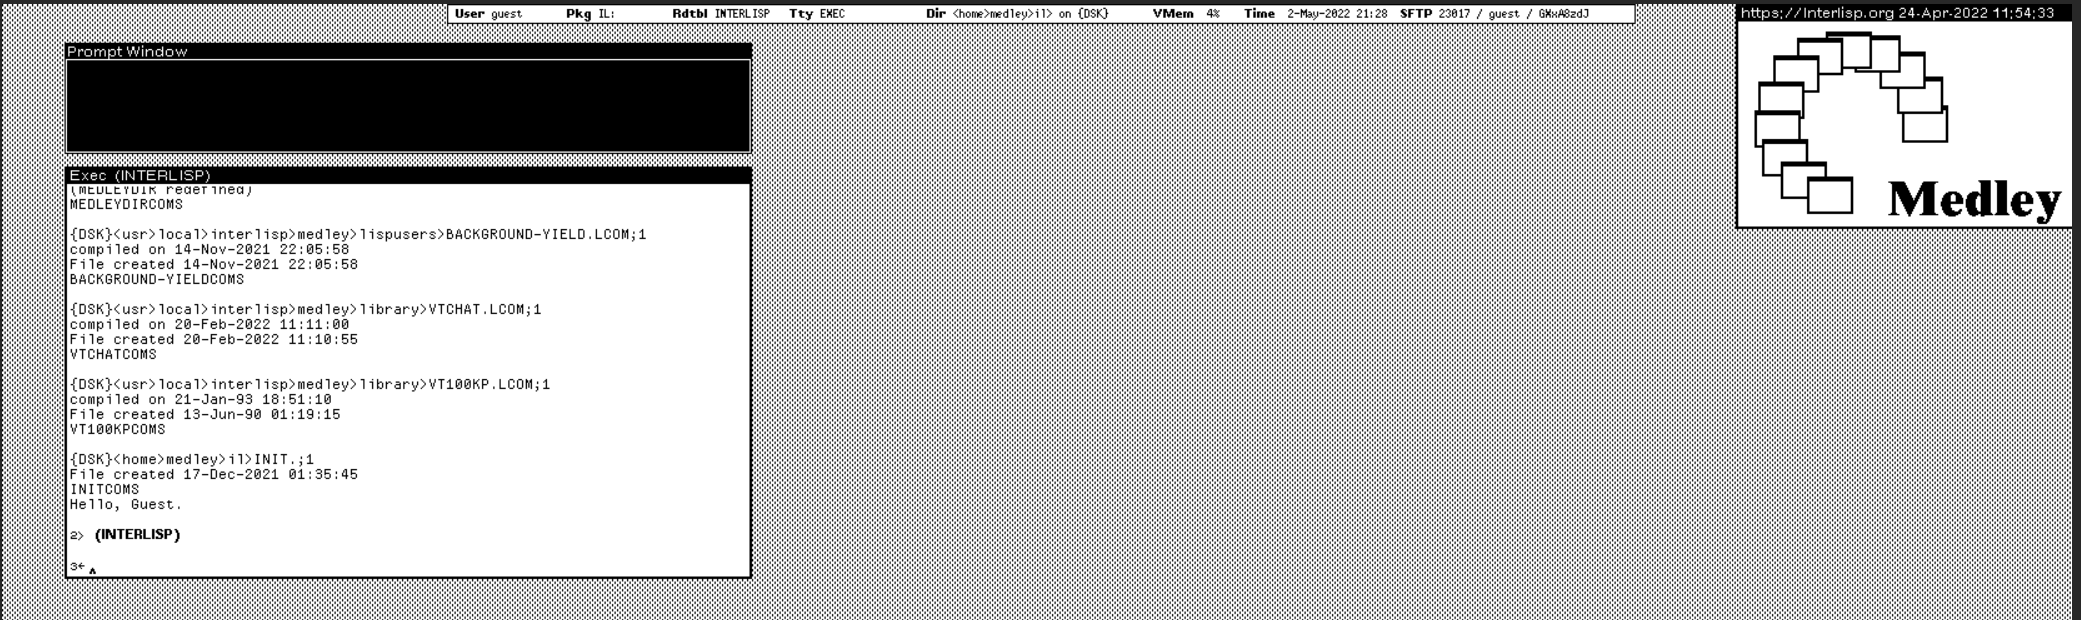 User guest Pkg IL: Rdtbl INTERLISP Tty EXEC Dir <home>medley>il> on {DSK} VMem 4% Time 2-May-2022 21:28 SFTP 23017 / guest / GWxA8zdJ
https://Interlisp.org 24-Apr-2022 11:54:33
Medley
Prompt Window
Exec (INTERLISP)
(MEDLEYDIR redefined)
MEDLEYDIRCOMS
{DSK}<usr>local>interlisp>medley>lispusers>BACKGROUND-YIELD.LCOM;1
compiled on 14-Nov-2021 22:05:58
File created 14-Nov-2021 22:05:58
BACKGROUND-YIELDCOMS
{DSK}<usr>local>interlisp>medley>library>VTCHAT.LCOM;1
compiled on 20-Feb-2022 11:11:00
File created 20-Feb-2022 11:10:55
VTCHATCOMS
{DSK}<usr>local>interlisp>medley>library>VT100KP.LCOM;1
compiled on 21-Jan-93 18:51:10
File created 13-Jun-90 01:19:15
VT100KPCOMS
{DSK}<home>medley>il>INIT.;1
File created 17-Dec-2021 01:35:45
INITCOMS
Hello, Guest.
2> (INTERLISP)
3←